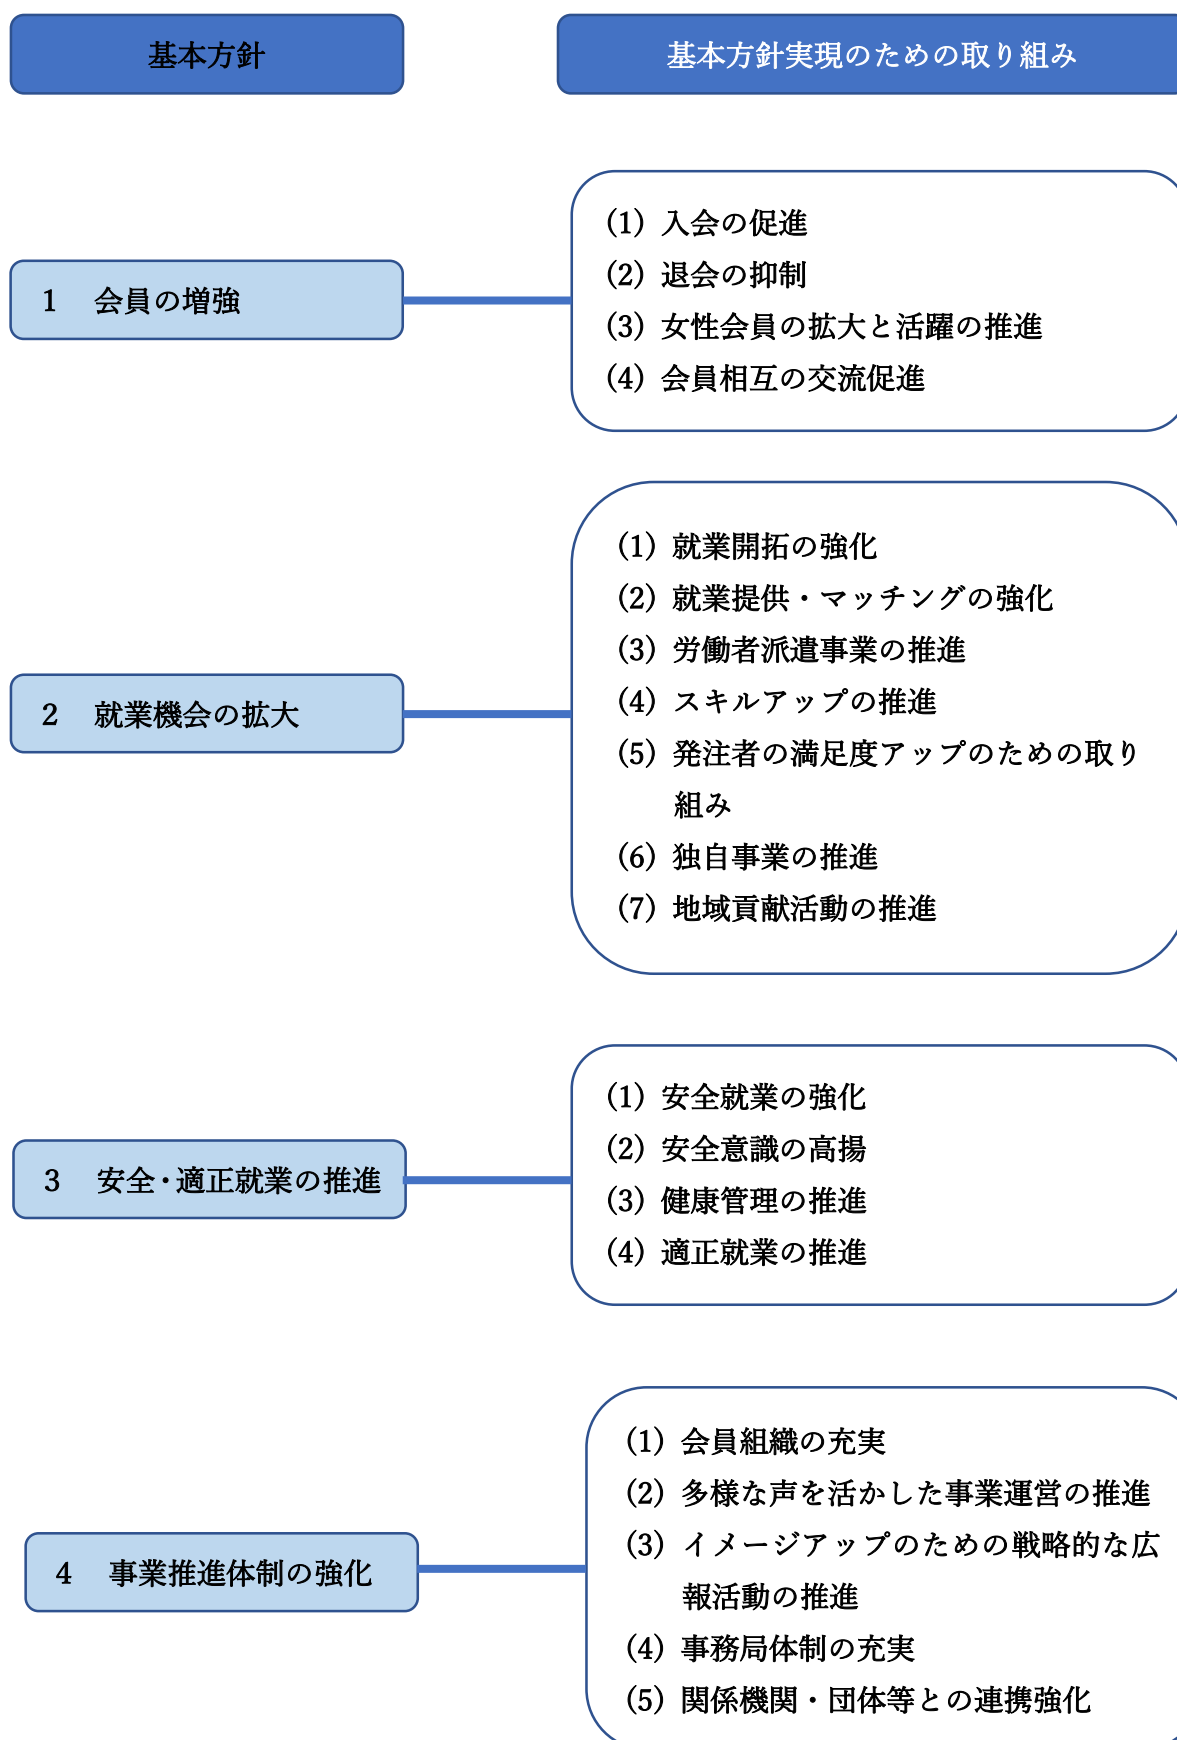 基本方針
基本方針実現のための取り組み
1 会員の増強
(1) 入会の促進
(2) 退会の抑制
(3) 女性会員の拡大と活躍の推進
(4) 会員相互の交流促進
2 就業機会の拡大
(1) 就業開拓の強化
(2) 就業提供・マッチングの強化
(3) 労働者派遣事業の推進
(4) スキルアップの推進
(5) 発注者の満足度アップのための取り
組み
(6) 独自事業の推進
(7) 地域貢献活動の推進
3 安全・適正就業の推進
(1) 安全就業の強化
(2) 安全意識の高揚
(3) 健康管理の推進
(4) 適正就業の推進
4 事業推進体制の強化
(1) 会員組織の充実
(2) 多様な声を活かした事業運営の推進
(3) イメージアップのための戦略的な広
報活動の推進
(4) 事務局体制の充実
(5) 関係機関・団体等との連携強化